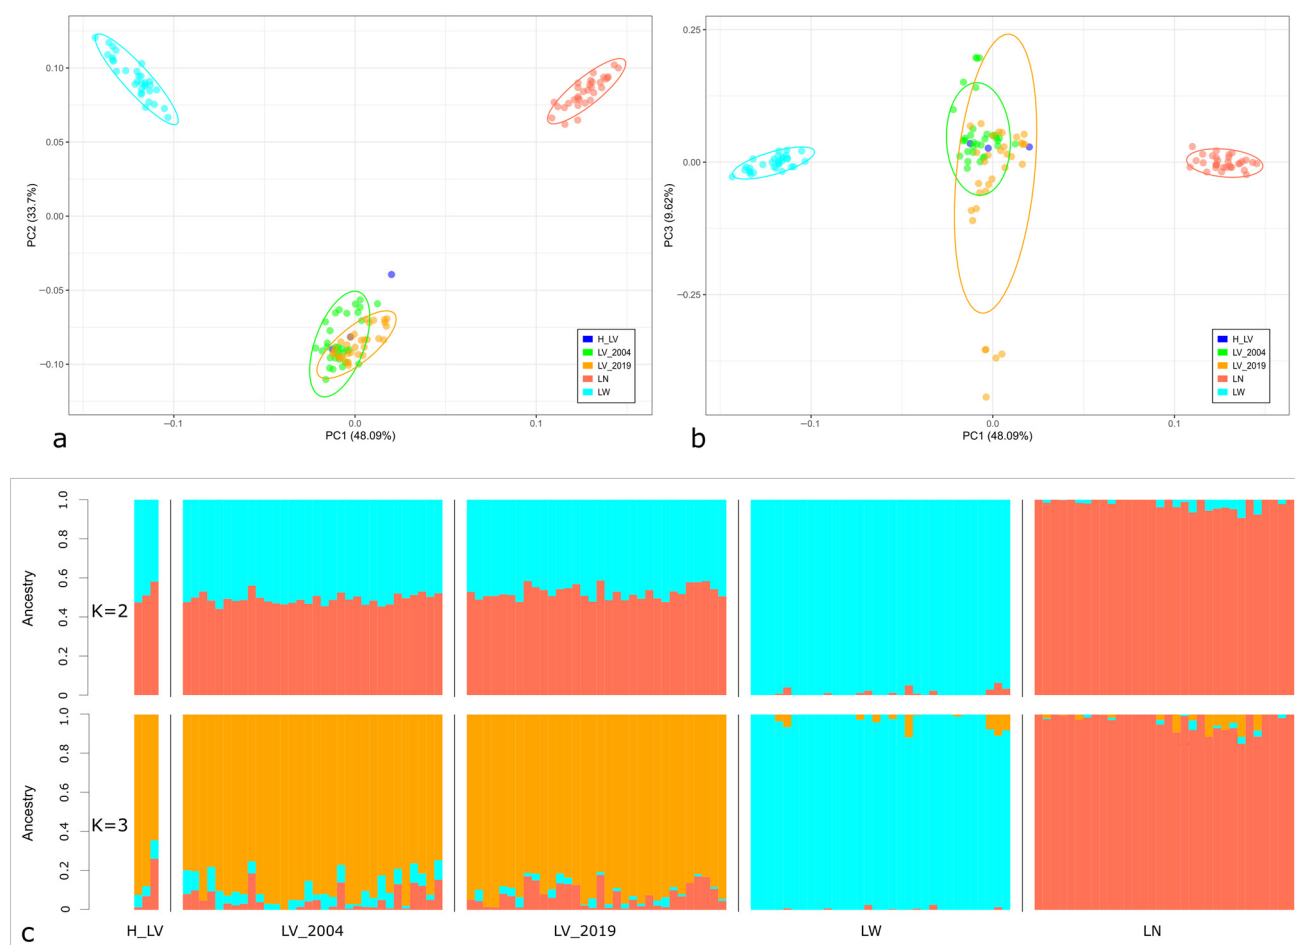 PC2 (33.7%)
0.10
0.05
0.00
−0.05
−0.10
−0.1
0.0
0.1
PC1 (48.09%)
H_LV
LV_2004
LV_2019
LN
LW
a
PC3 (9.62%)
0.25
0.00
−0.25
−0.1
0.0
0.1
PC1 (48.09%)
H_LV
LV_2004
LV_2019
LN
LW
b
Ancestry
1.0
0.8
0.6
0.4
0.2
0
K=2
Ancestry
1.0
0.8
0.6
0.4
0.2
0
K=3
c
H_LV
LV_2004
LV_2019
LW
LN